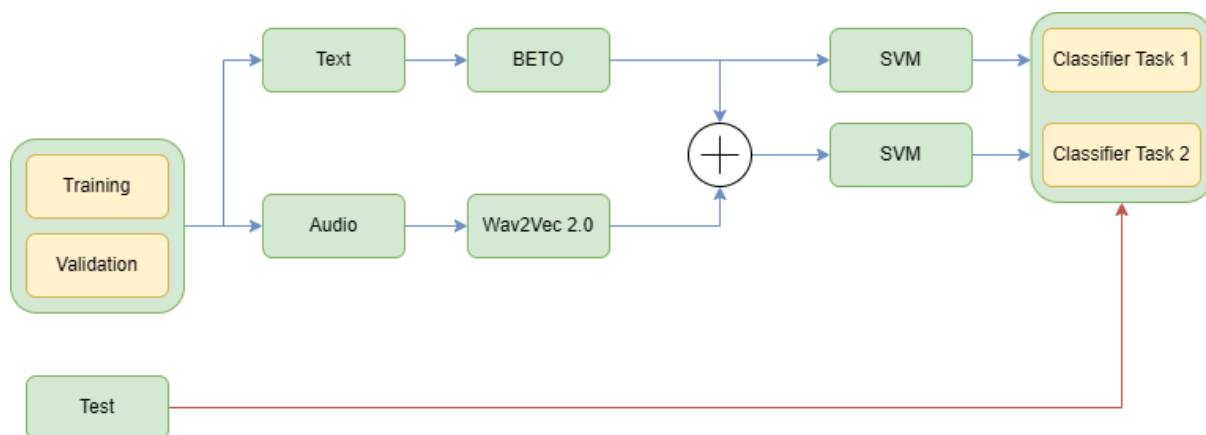 Text
BETO
SVM
Classifier Task 1
Training
Validation
SVM
Classifier Task 2
Audio
Wav2Vec 2.0
Test